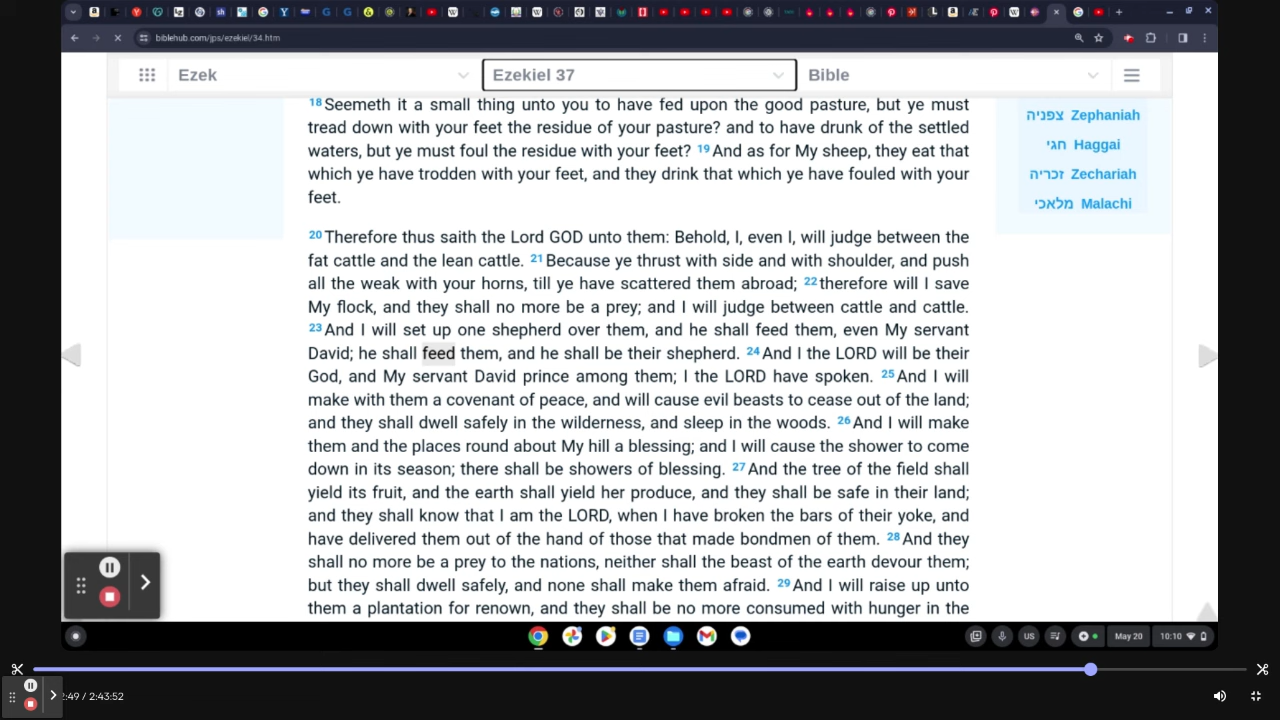 biblehub.com/jps/ezekiel/34.htm
Ezek
Ezekiel 37
Bible
18 Seemeth it a small thing unto you to have fed upon the good pasture, but ye must
tread down with your feet the residue of your pasture? and to have drunk of the settled
waters, but ye must foul the residue with your feet? 19 And as for My sheep, they eat that
which ye have trodden with your feet, and they drink that which ye have fouled with your
feet.
20 Therefore thus saith the Lord GOD unto them: Behold, I, even I, will judge between the
fat cattle and the lean cattle. 21 Because ye thrust with side and with shoulder, and push
all the weak with your horns, till ye have scattered them abroad; 22 therefore will I save
My flock, and they shall no more be a prey; and I will judge between cattle and cattle.
23 And I will set up one shepherd over them, and he shall feed them, even My servant
David; he shall feed them, and he shall be their shepherd. 24 And I the LORD will be their
God, and My servant David prince among them; I the LORD have spoken. 25 And I will
make with them a covenant of peace, and will cause evil beasts to cease out of the land;
and they shall dwell safely in the wilderness, and sleep in the woods. 26 And I will make
them and the places round about My hill a blessing; and I will cause the shower to come
down in its season; there shall be showers of blessing. 27 And the tree of the field shall
yield its fruit, and the earth shall yield her produce, and they shall be safe in their land;
and they shall know that I am the LORD, when I have broken the bars of their yoke, and
have delivered them out of the hand of those that made bondmen of them. 28 And they
shall no more be a prey to the nations, neither shall the beast of the earth devour them;
but they shall dwell safely, and none shall make them afraid. 29 And I will raise up unto
them a plantation for renown, and they shall be no more consumed with hunger in the
צפניה Zephaniah
חגי Haggai
זכריה Zechariah
מלאכי Malachi
US
May 20
10:10
2:49 / 2:43:52